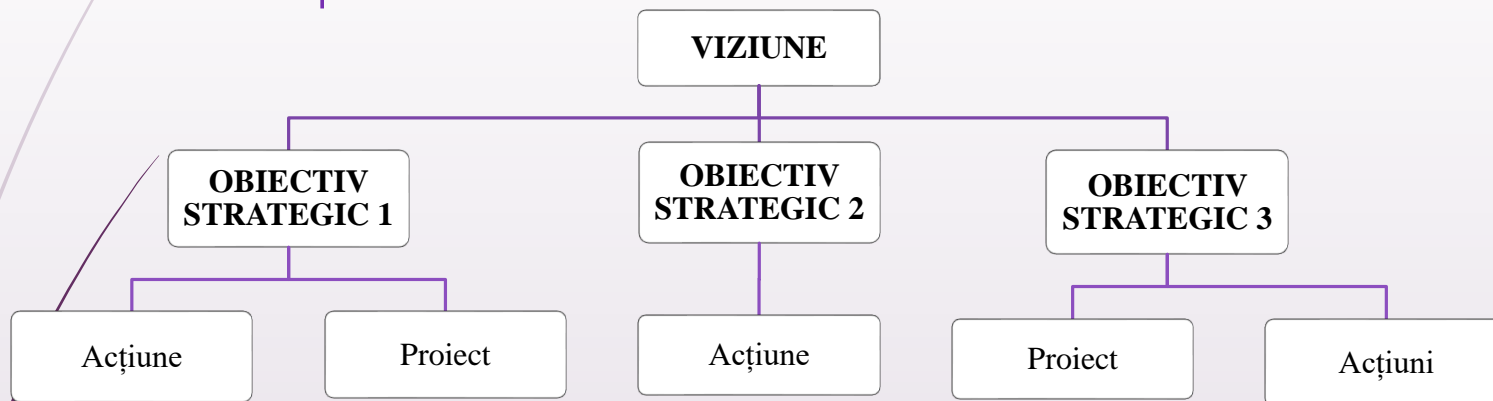 VIZIUNE
OBIECTIV
STRATEGIC 1
OBIECTIV
STRATEGIC 2
OBIECTIV
STRATEGIC 3
Acțiune
Proiect
Acțiune
Proiect
Acțiuni